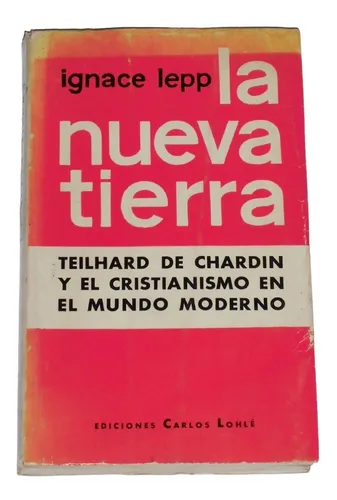 ignace lepp la
nueva
tierra
TEILHARD DE CHARDIN
Y EL CRISTIANISMO EN
EL MUNDO MODERNO
EDICIONES CARLOS LOHLÉ